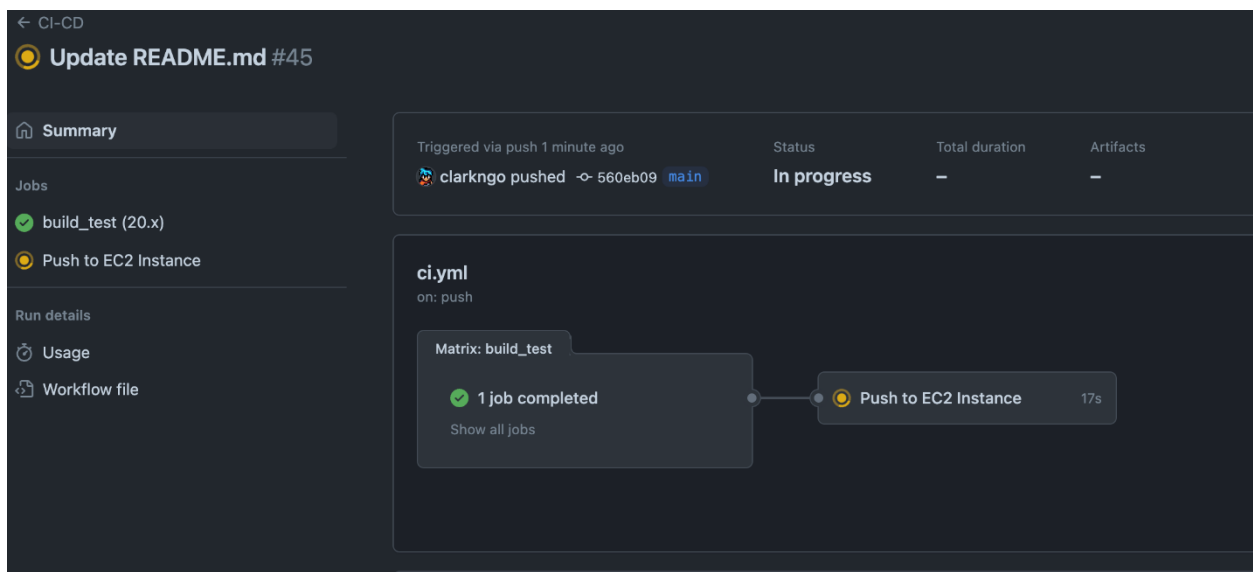 ← CI-CD
Update README.md #45
Summary
Jobs
build_test (20.x)
Push to EC2 Instance
Run details
Usage
Workflow file
Triggered via push 1 minute ago
clarkngo pushed 560eb09 main
Status
In progress
Total duration
–
Artifacts
–
ci.yml
on: push
Matrix: build_test
1 job completed
Show all jobs
Push to EC2 Instance 17s